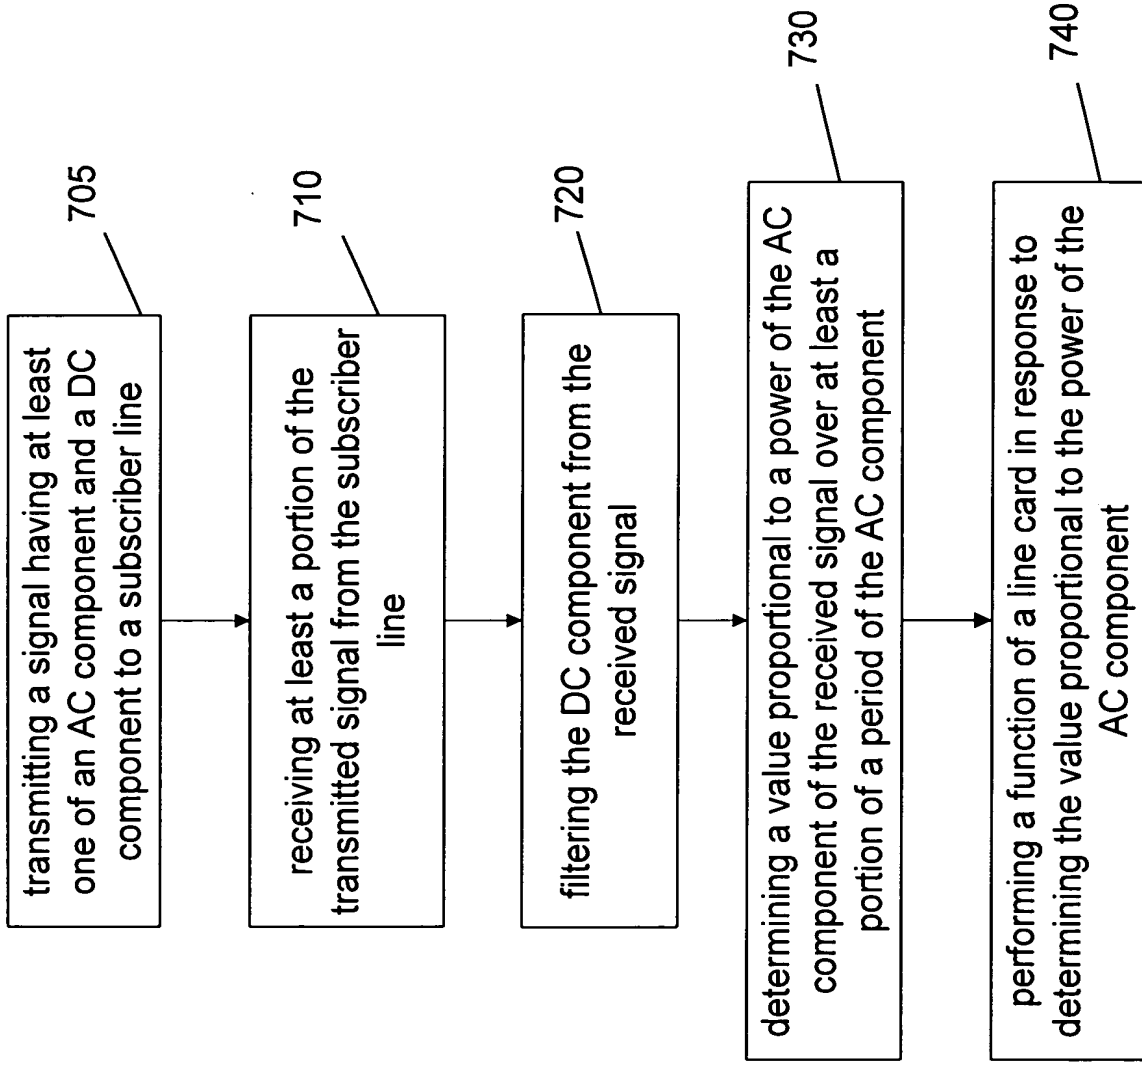 transmitting a signal having at least
one of an AC component and a DC
component to a subscriber line
705
receiving at least a portion of the
transmitted signal from the subscriber
line
710
filtering the DC component from the
received signal
720
determining a value proportional to a power of the AC
component of the received signal over at least a
portion of a period of the AC component
730
performing a function of a line card in response to
determining the value proportional to the power of the
AC component
740